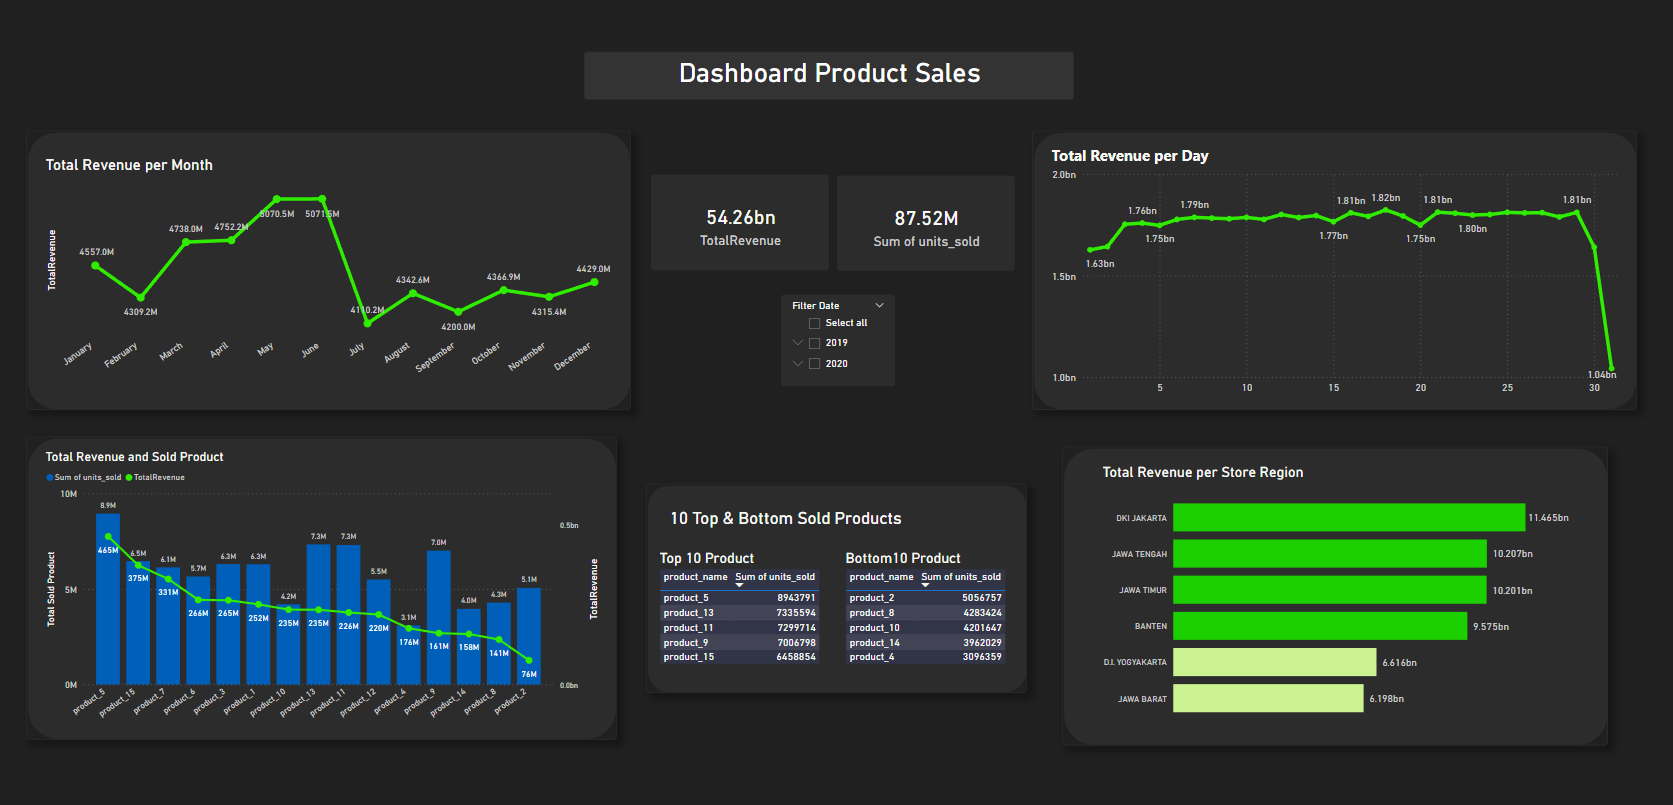 Dashboard Product Sales
Total Revenue per Month
TotalRevenue
4557.0M
4309.2M
4738.0M
4752.2M
5070.5M
5071.5M
4110.2M
4342.6M
4200.0M
4366.9M
4315.4M
4429.0M
January
February
March
April
May
June
July
August
September
October
November
December
54.26bn
TotalRevenue
87.52M
Sum of units_sold
Filter Date
Select all
2019
2020
Total Revenue per Day
2.0bn
1.5bn
1.0bn
1.63bn
1.76bn
1.75bn
1.79bn
1.77bn
1.81bn
1.82bn
1.75bn
1.81bn
1.80bn
1.81bn
1.04bn
5
10
15
20
25
30
Total Revenue and Sold Product
Sum of units_sold TotalRevenue
Total Sold Product
10M
5M
0M
8.9M
6.5M
6.1M
5.7M
6.3M
6.3M
4.2M
7.3M
7.3M
5.5M
3.1M
7.0M
4.0M
4.3M
5.1M
465M
375M
331M
266M
265M
252M
235M
235M
226M
220M
176M
161M
158M
141M
76M
0.5bn
0.0bn
TotalRevenue
product_5
product_15
product_7
product_6
product_3
product_1
product_10
product_13
product_11
product_12
product_4
product_9
product_14
product_8
product_2
10 Top & Bottom Sold Products
Top 10 Product
product_name Sum of units_sold
product_5 8943791
product_13 7335594
product_11 7299714
product_9 7006798
product_15 6458854
Bottom10 Product
product_name Sum of units_sold
product_2 5056757
product_8 4283424
product_10 4201647
product_14 3962029
product_4 3096359
Total Revenue per Store Region
DKI JAKARTA 11.465bn
JAWA TENGAH 10.207bn
JAWA TIMUR 10.201bn
BANTEN 9.575bn
D.I. YOGYAKARTA 6.616bn
JAWA BARAT 6.198bn